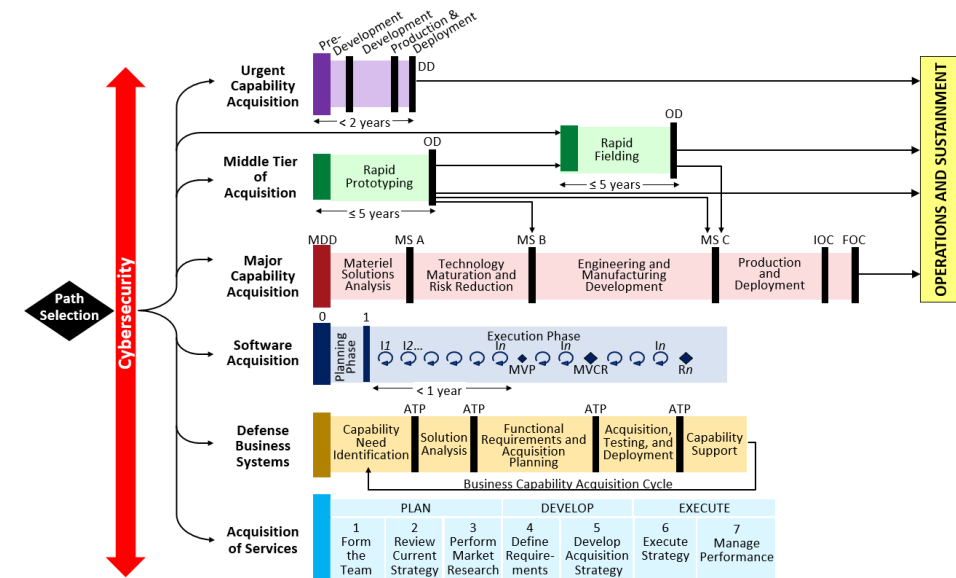 Pre-
Development
Development
Production &
Deployment
Urgent
Capability
Acquisition
DD
< 2 years
Middle Tier
of
Acquisition
Rapid
Prototyping
OD
≤ 5 years
Rapid
Fielding
OD
≤ 5 years
OPERATIONS AND SUSTAINMENT
Path
Selection
Cybersecurity
Major
Capability
Acquisition
MDD
MS A
MS B
MS C
IOC
FOC
Materiel
Solutions
Analysis
Technology
Maturation and
Risk Reduction
Engineering and
Manufacturing
Development
Production
and
Deployment
Software
Acquisition
0
1
Planning
Phase
Execution Phase
I1
I2...
In
In
In
MVP
MVCR
Rn
< 1 year
Defense
Business
Systems
ATP
ATP
ATP
ATP
Capability
Need
Identification
Solution
Analysis
Functional
Requirements and
Acquisition
Planning
Acquisition,
Testing, and
Deployment
Capability
Support
Business Capability Acquisition Cycle
Acquisition
of Services
PLAN
DEVELOP
EXECUTE
1
Form
the
Team
2
Review
Current
Strategy
3
Perform
Market
Research
4
Define
Require-
ments
5
Develop
Acquisition
Strategy
6
Execute
Strategy
7
Manage
Performance